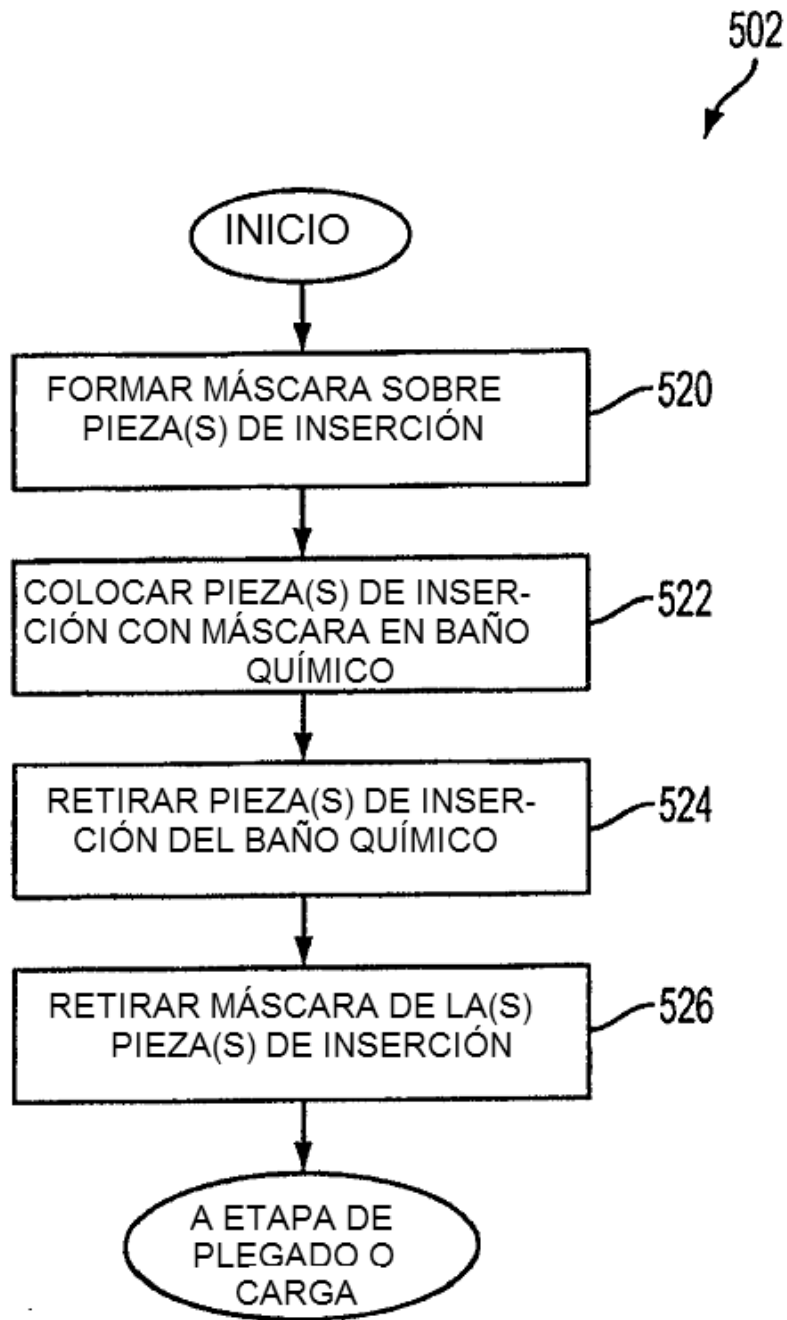 502
INICIO
FORMAR MÁSCARA SOBRE
PIEZA(S) DE INSERCIÓN
520
COLOCAR PIEZA(S) DE INSER-
CIÓN CON MÁSCARA EN BAÑO
QUÍMICO
522
RETIRAR PIEZA(S) DE INSER-
CIÓN DEL BAÑO QUÍMICO
524
RETIRAR MÁSCARA DE LA(S)
PIEZA(S) DE INSERCIÓN
526
A ETAPA DE
PLEGADO O
CARGA